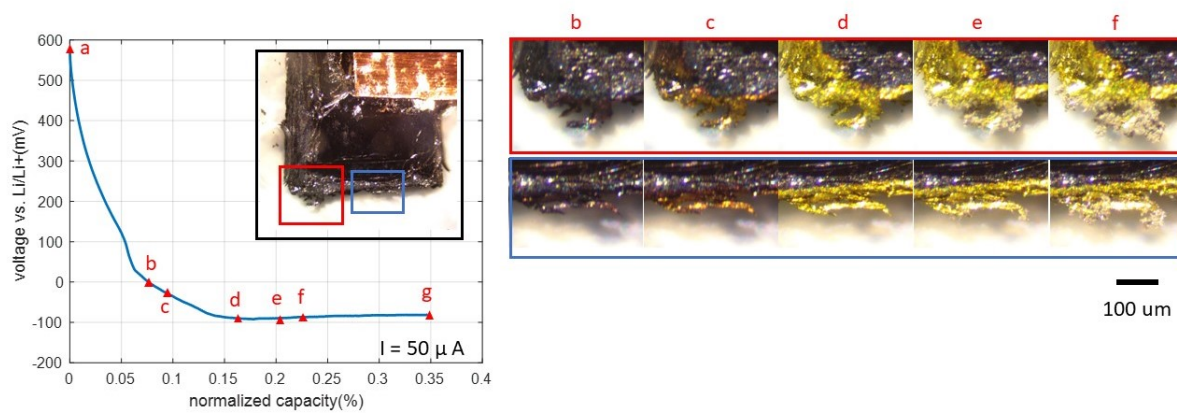 b c d e f
600
500
400
300
200
100
0
-100
-200
voltage vs. Li/Li+(mV)
a
b
c
d
e
f
g
I = 50 µ A
0 0.05 0.1 0.15 0.2 0.25 0.3 0.35 0.4
normalized capacity(%)
100 um